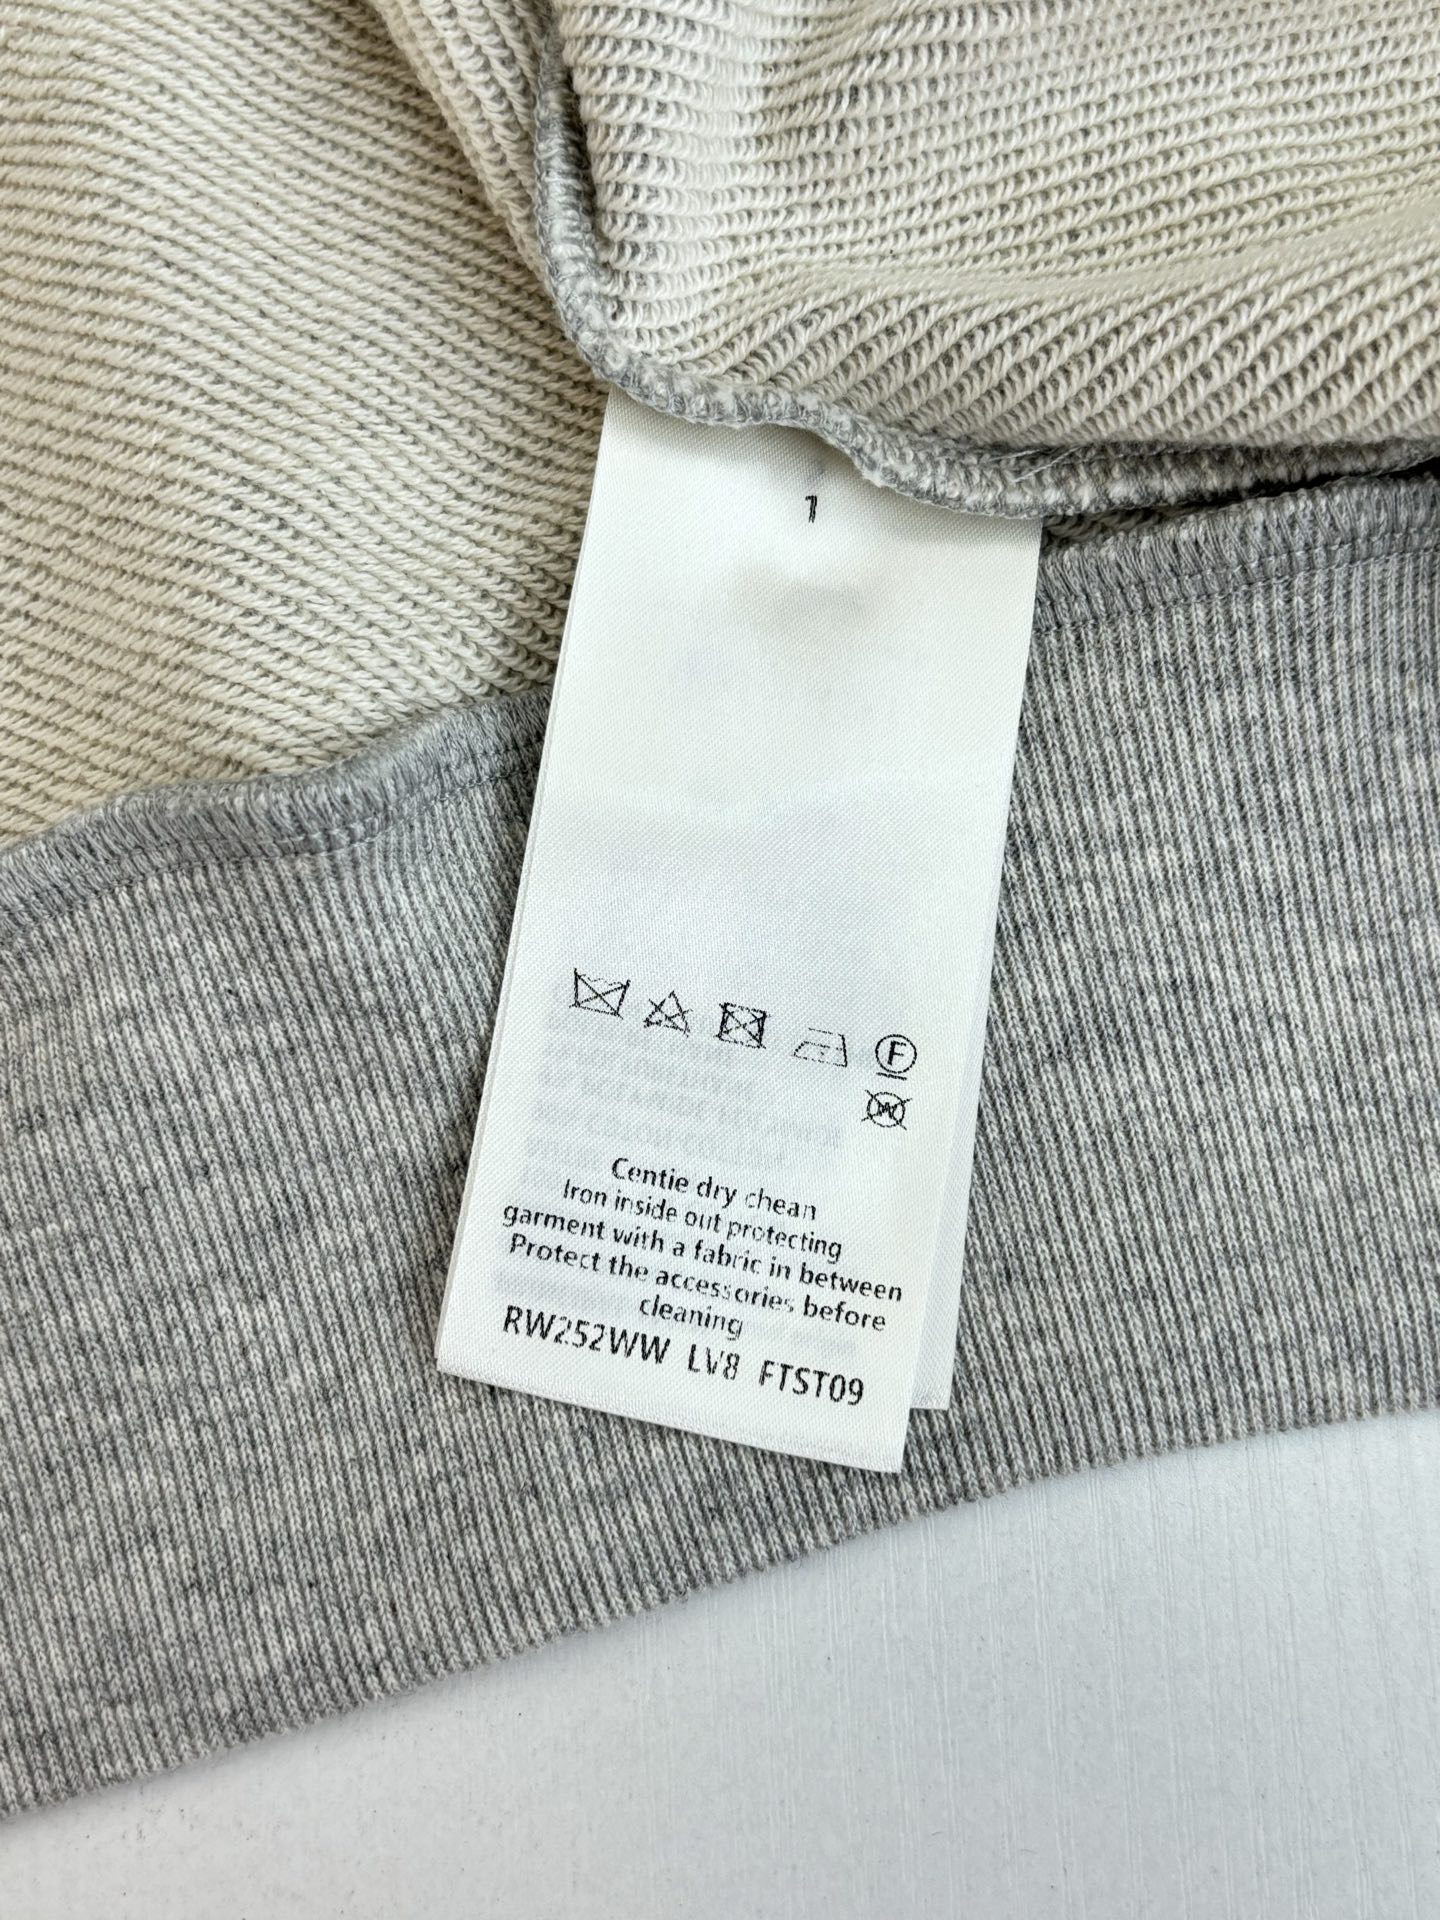 1
F
W
Centie dry chean
Iron inside out protecting
garment with a fabric in between
Protect the accessories before
cleaning
RW252WW LV8 FTST09